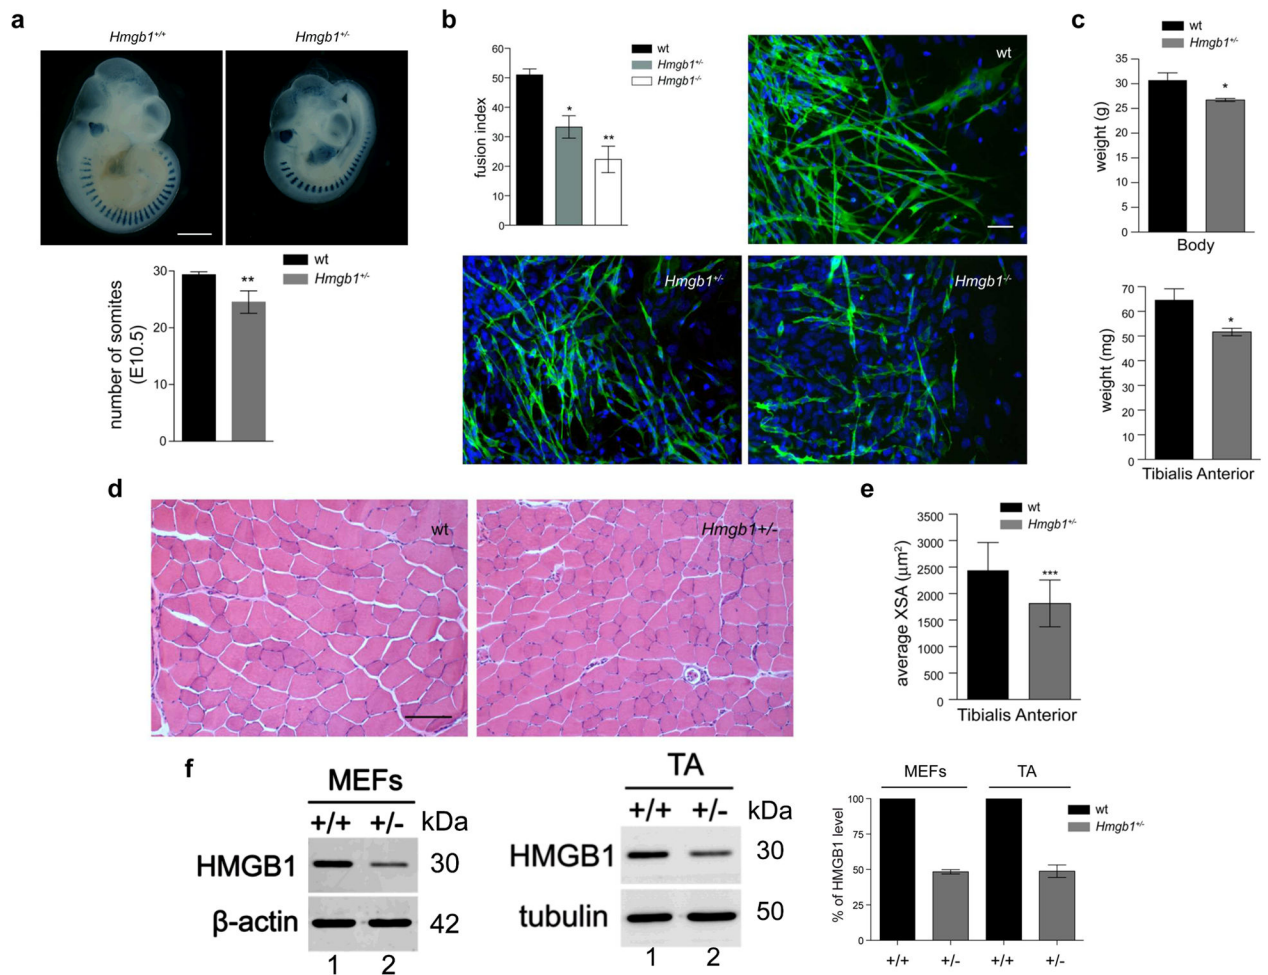 a
Hmgb1+/+
Hmgb1+/-
wt
Hmgb1+/-
number of somites
(E10.5)
30
20
10
0
**
b
fusion index
60
50
40
30
20
10
0
*
**
wt
Hmgb1+/-
Hmgb1-/-
wt
Hmgb1+/-
Hmgb1-/-
c
wt
Hmgb1+/-
weight (g)
35
30
25
20
15
10
5
0
*
Body
weight (mg)
70
60
50
40
30
20
10
0
*
Tibialis Anterior
d
wt
Hmgb1+/-
e
wt
Hmgb1+/-
average XSA (μm²)
3500
3000
2500
2000
1500
1000
500
0
***
Tibialis Anterior
f
MEFs
+/+ +/- kDa
HMGB1 30
β-actin 42
1 2
TA
+/+ +/- kDa
HMGB1 30
tubulin 50
1 2
MEFs TA
wt
Hmgb1+/-
% of HMGB1 level
100
75
50
25
0
+/+ +/- +/+ +/-